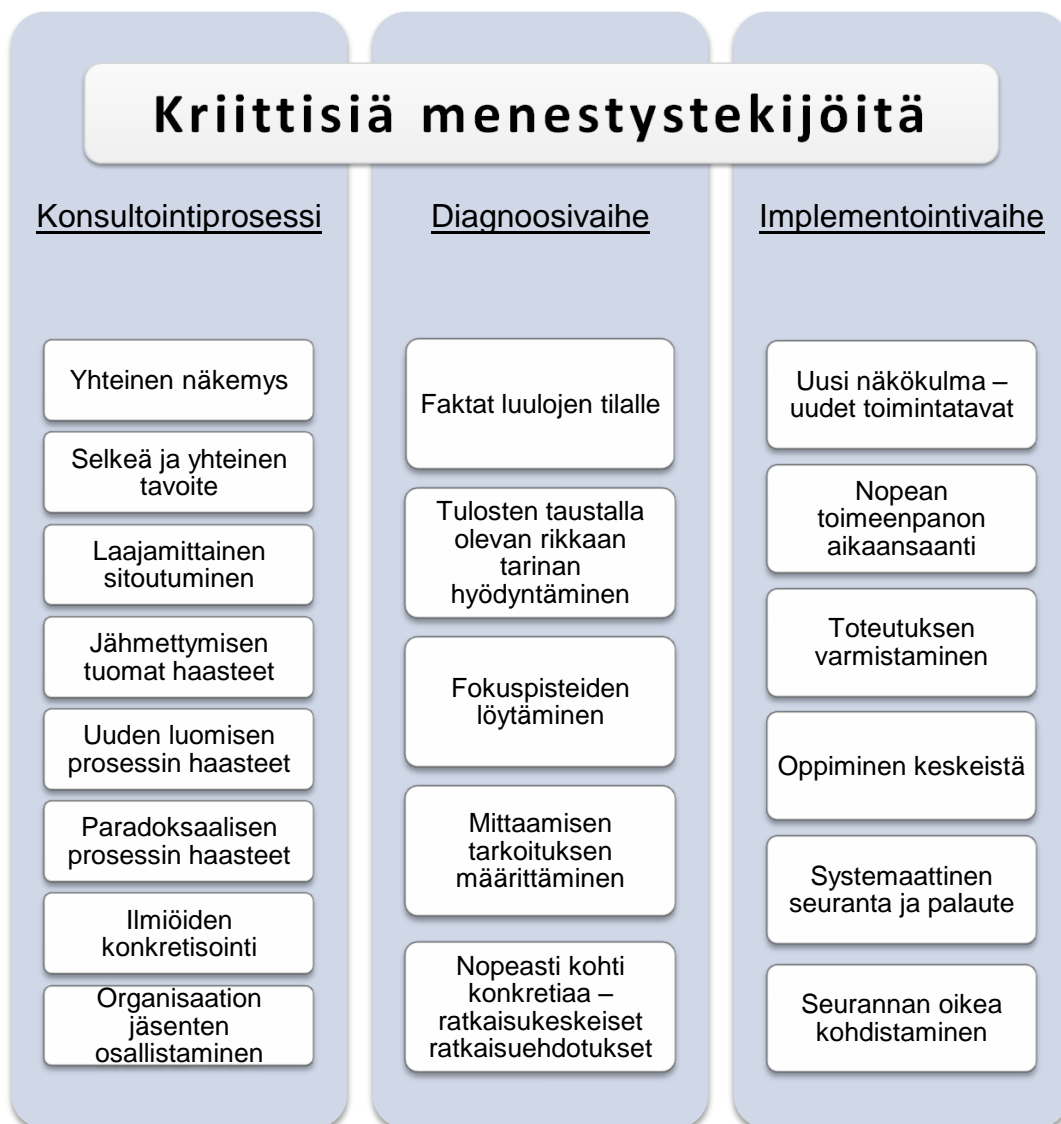 Kriittisiä menestystekijöitä
Konsultointiprosessi
Yhteinen näkemys
Selkeä ja yhteinen
tavoite
Laajamittainen
sitoutuminen
Jähmettymisen
tuomat haasteet
Uuden luomisen
prosessin haasteet
Paradoksaalisen
prosessin haasteet
Ilmiöiden
konkretisointi
Organisaation
jäsenten
osallistaminen
Diagnoosivaihe
Faktat luulojen tilalle
Tulosten taustalla
olevan rikkaan
tarinan
hyödyntäminen
Fokuspisteiden
löytäminen
Mittaamisen
tarkoituksen
määrittäminen
Nopeasti kohti
konkretiaa –
ratkaisukeskeiset
ratkaisuehdotukset
Implementointivaihe
Uusi näkökulma –
uudet toimintatavat
Nopean
toimeenpanon
aikaansaanti
Toteutuksen
varmistaminen
Oppiminen keskeistä
Systemaattinen
seuranta ja palaute
Seurannan oikea
kohdistaminen